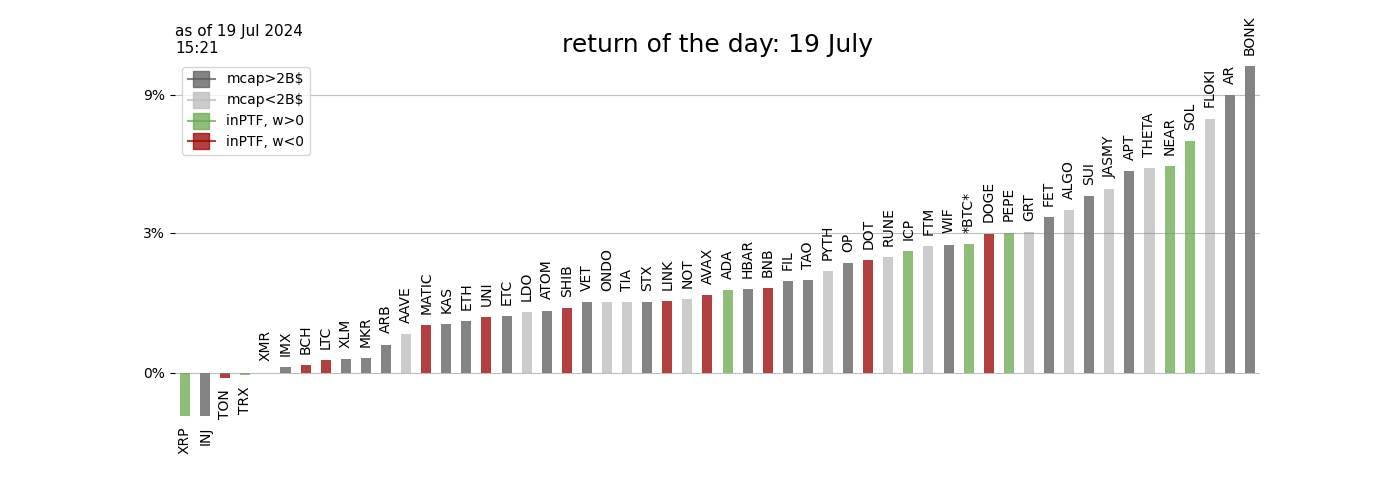 as of 19 Jul 2024
15:21
return of the day: 19 July
mcap>2B$
mcap<2B$
inPTF, w>0
inPTF, w<0
9%
3%
0%
XRP
INJ
TON
TRX
XMR
IMX
BCH
LTC
XLM
MKR
ARB
AAVE
MATIC
KAS
ETH
UNI
ETC
LDO
ATOM
SHIB
VET
ONDO
TIA
STX
LINK
NOT
AVAX
ADA
HBAR
BNB
FIL
TAO
PYTH
OP
DOT
RUNE
ICP
FTM
WIF
*BTC*
DOGE
PEPE
GRT
FET
ALGO
SUI
JASMY
APT
THETA
NEAR
SOL
FLOKI
AR
BONK